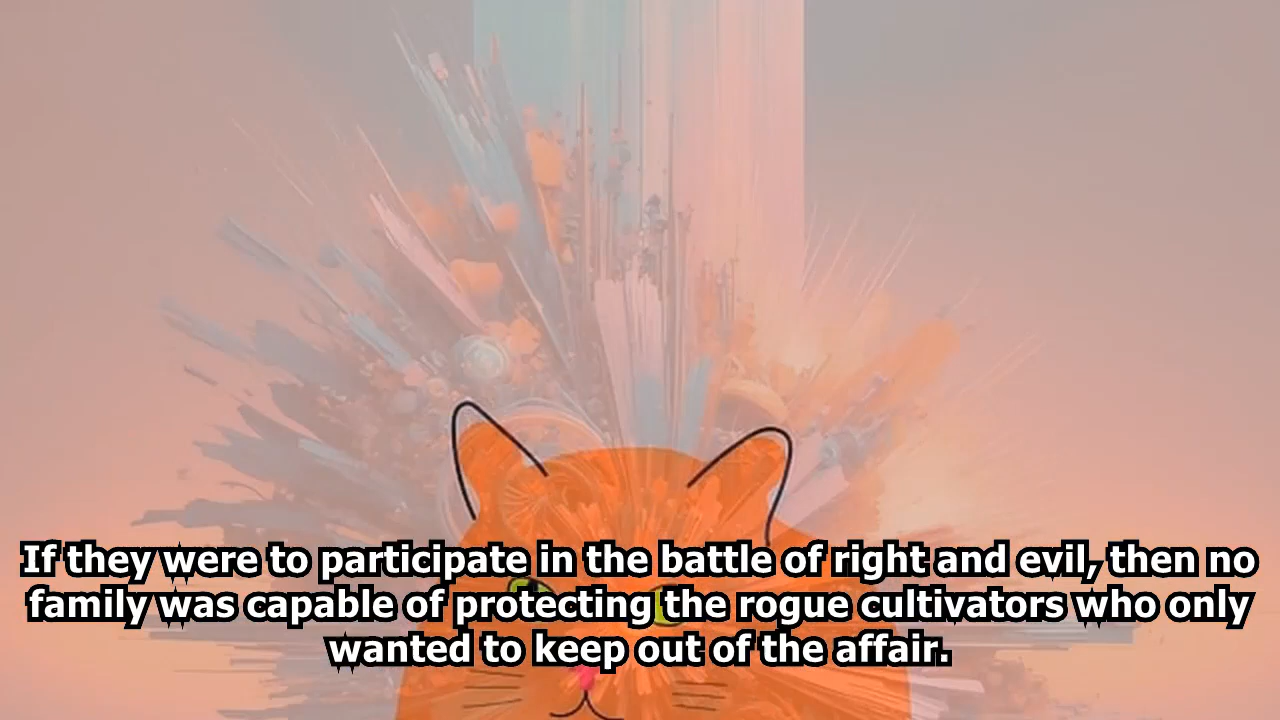 If they were to participate in the battle of right and evil, then no
family was capable of protecting the rogue cultivators who only
wanted to keep out of the affair.